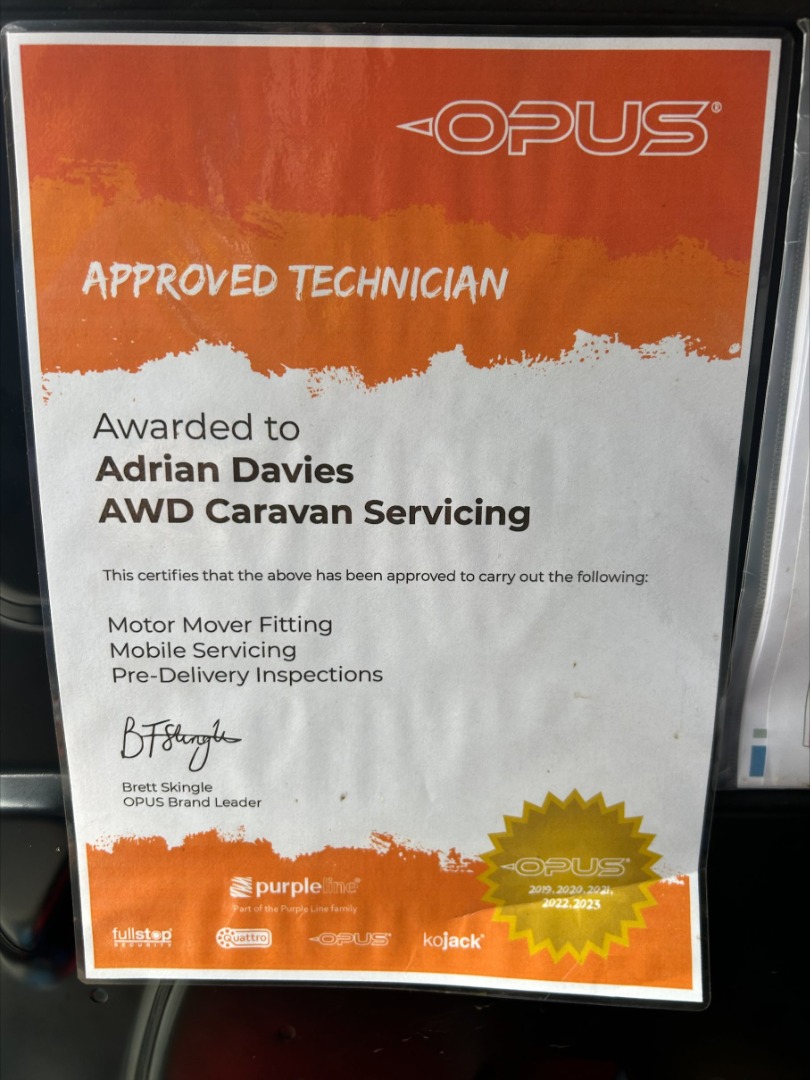 OPUS®
APPROVED TECHNICIAN
Awarded to
Adrian Davies
AWD Caravan Servicing
This certifies that the above has been approved to carry out the following:
Motor Mover Fitting
Mobile Servicing
Pre-Delivery Inspections
BFSkingle
Brett Skingle
OPUS Brand Leader
purpleline®
Part of the Purple Line family
fullstop
SECURITY
Quattro
OPUS
kojack®
OPUS®
2019.2020.2021.
2022.2023